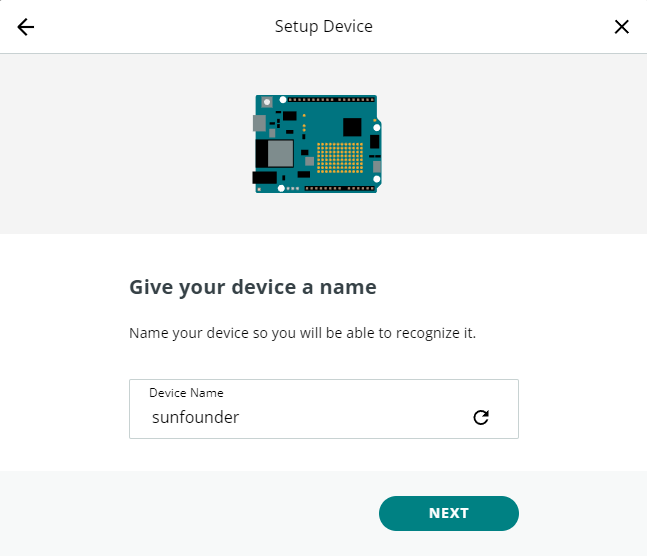 Setup Device
Give your device a name
Name your device so you will be able to recognize it.
Device Name
sunfounder
NEXT